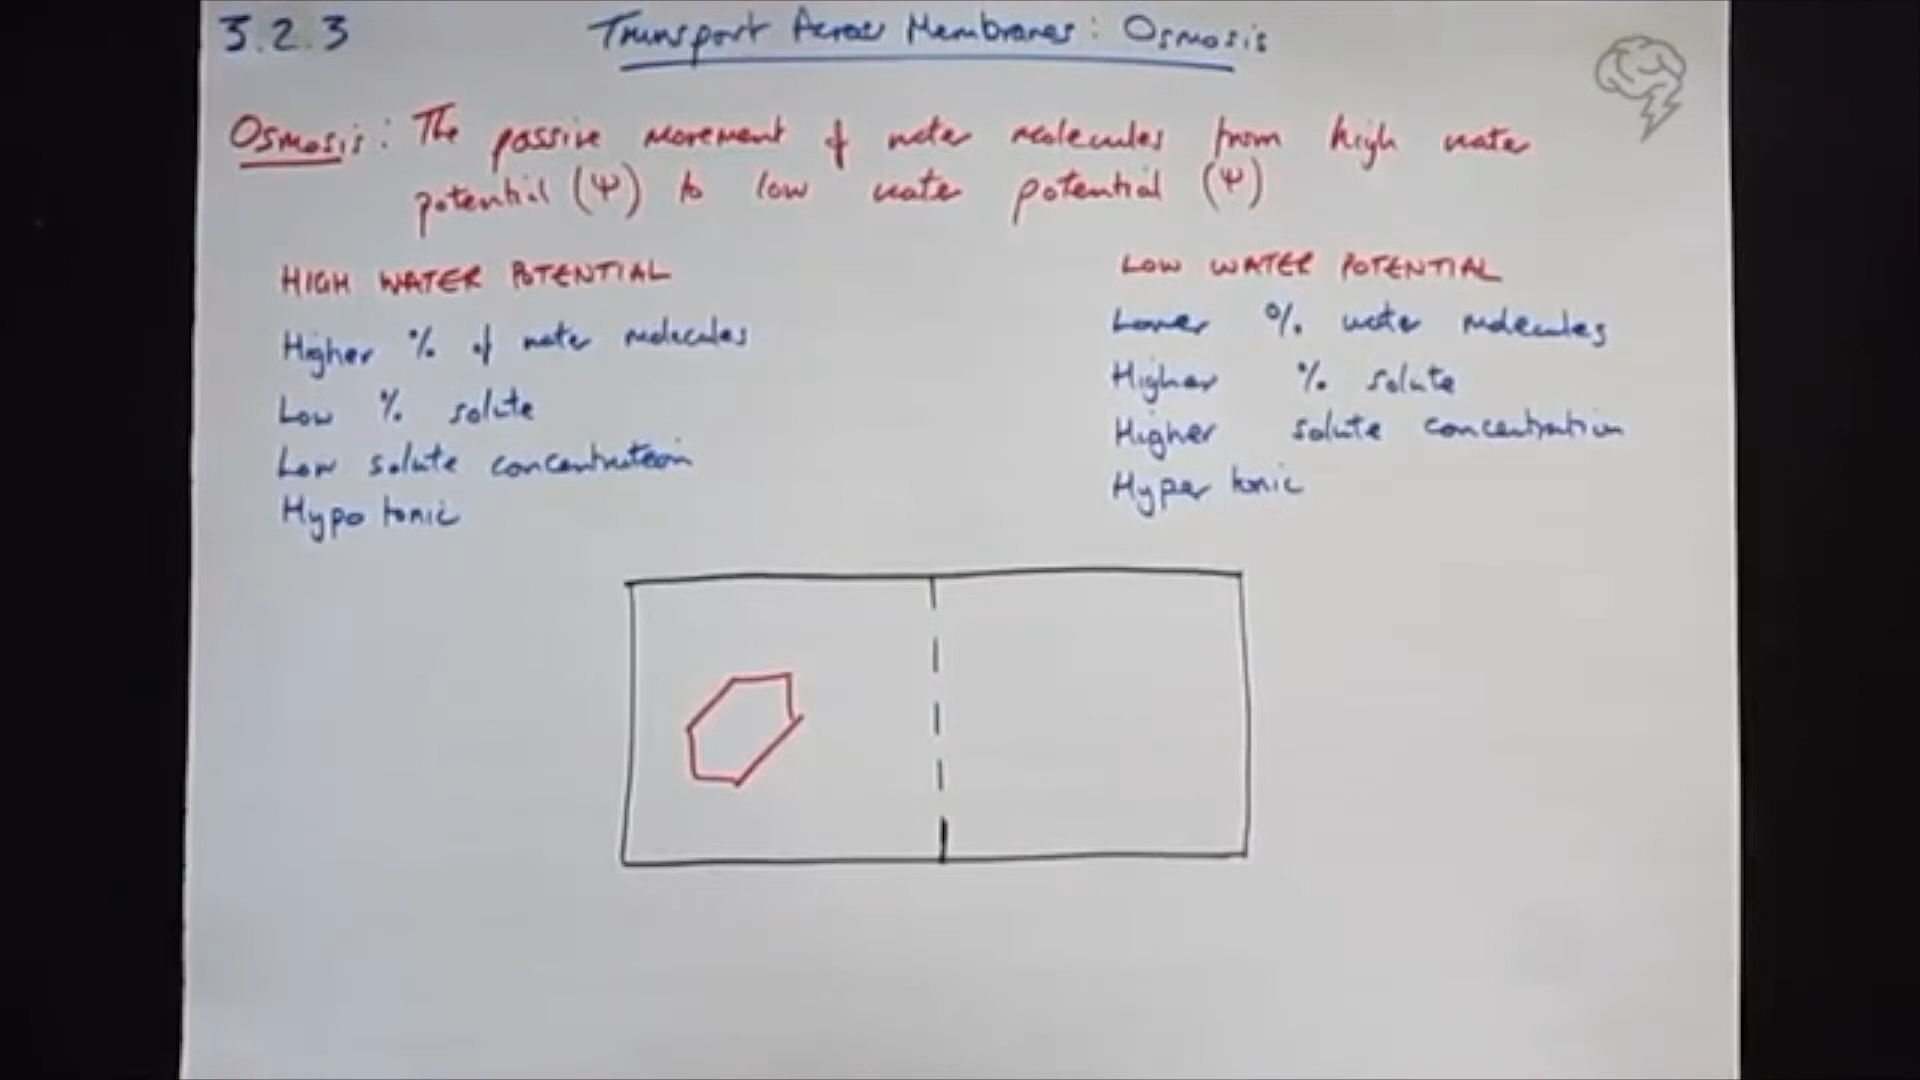 3.2.3
Transport Across Membranes: Osmosis
Osmosis: The passive movement of water molecules from high water
potential (Ψ) to low water potential (Ψ)
HIGH WATER POTENTIAL
Higher % of water molecules
Low % solute
Low solute concentration
Hypo tonic
LOW WATER POTENTIAL
Lower % water molecules
Higher % solute
Higher solute concentration
Hyper tonic